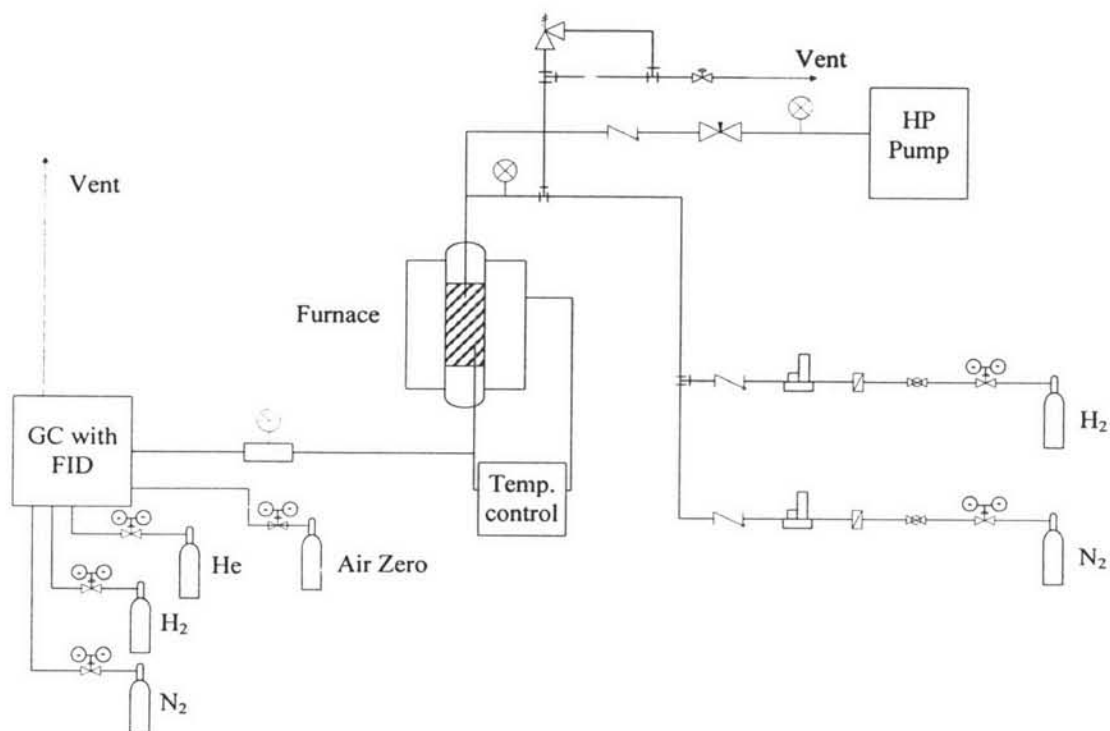 Vent
HP
Pump
Vent
Furnace
H₂
GC with
FID
Temp.
control
N₂
He
Air Zero
H₂
N₂